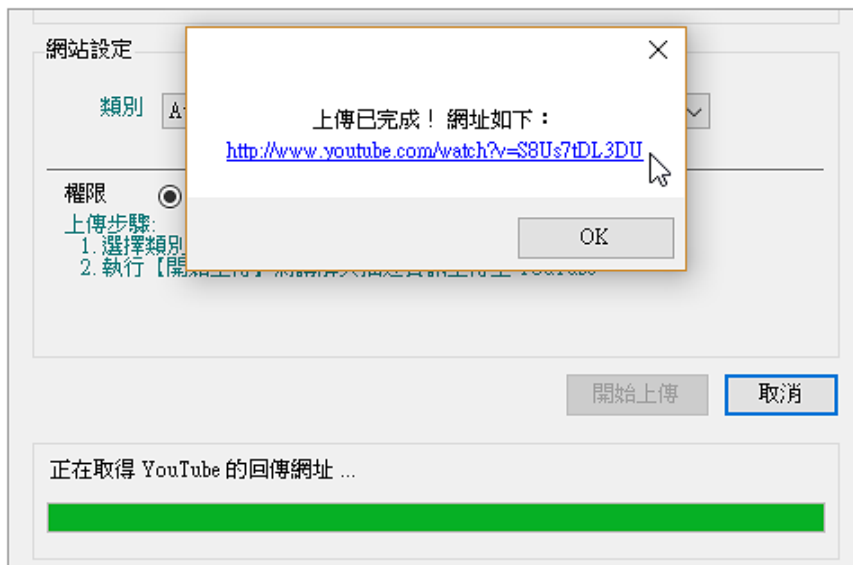 網站設定
類別
上傳已完成！網址如下：
http://www.youtube.com/watch?v=S8Us7tDL3DU
權限
上傳步驟:
1. 選擇類別
OK
2. 執行【開始上傳】
YouTube
開始上傳
取消
正在取得 YouTube 的回傳網址 ...